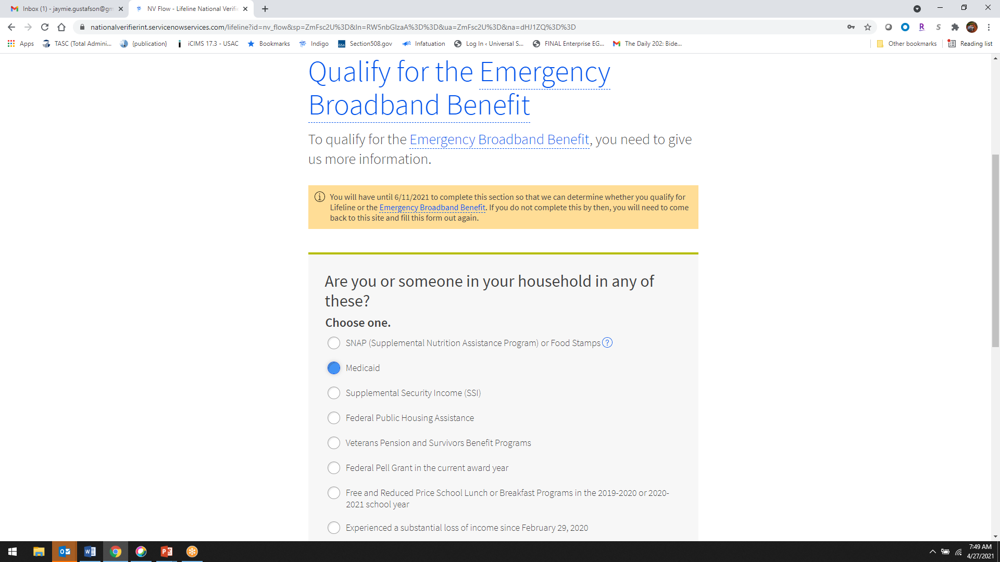 Inbox (1) - jaymie.gustafson@gm
NV Flow - Lifeline National Verifie
nationalverifierint.servicenowservices.com/lifeline?id=nv_flow&sp=ZmFsc2U%3D&ln=RW5nbGlzaA%3D%3D&ua=ZmFsc2U%3D&na=dHJ1ZQ%3D%3D
Apps
TASC (Total Admini...
{publication}
iCIMS 17.3 - USAC
Bookmarks
Indigo
Section508.gov
Infatuation
Log In ‹ Universal S...
FINAL Enterprise EG...
The Daily 202: Bide...
Other bookmarks
Reading list
Qualify for the Emergency
Broadband Benefit
To qualify for the Emergency Broadband Benefit, you need to give
us more information.
You will have until 6/11/2021 to complete this section so that we can determine whether you qualify for
Lifeline or the Emergency Broadband Benefit. If you do not complete this by then, you will need to come
back to this site and fill this form out again.
Are you or someone in your household in any of
these?
Choose one.
SNAP (Supplemental Nutrition Assistance Program) or Food Stamps ?
Medicaid
Supplemental Security Income (SSI)
Federal Public Housing Assistance
Veterans Pension and Survivors Benefit Programs
Federal Pell Grant in the current award year
Free and Reduced Price School Lunch or Breakfast Programs in the 2019-2020 or 2020-
2021 school year
Experienced a substantial loss of income since February 29, 2020
7:49 AM
4/27/2021